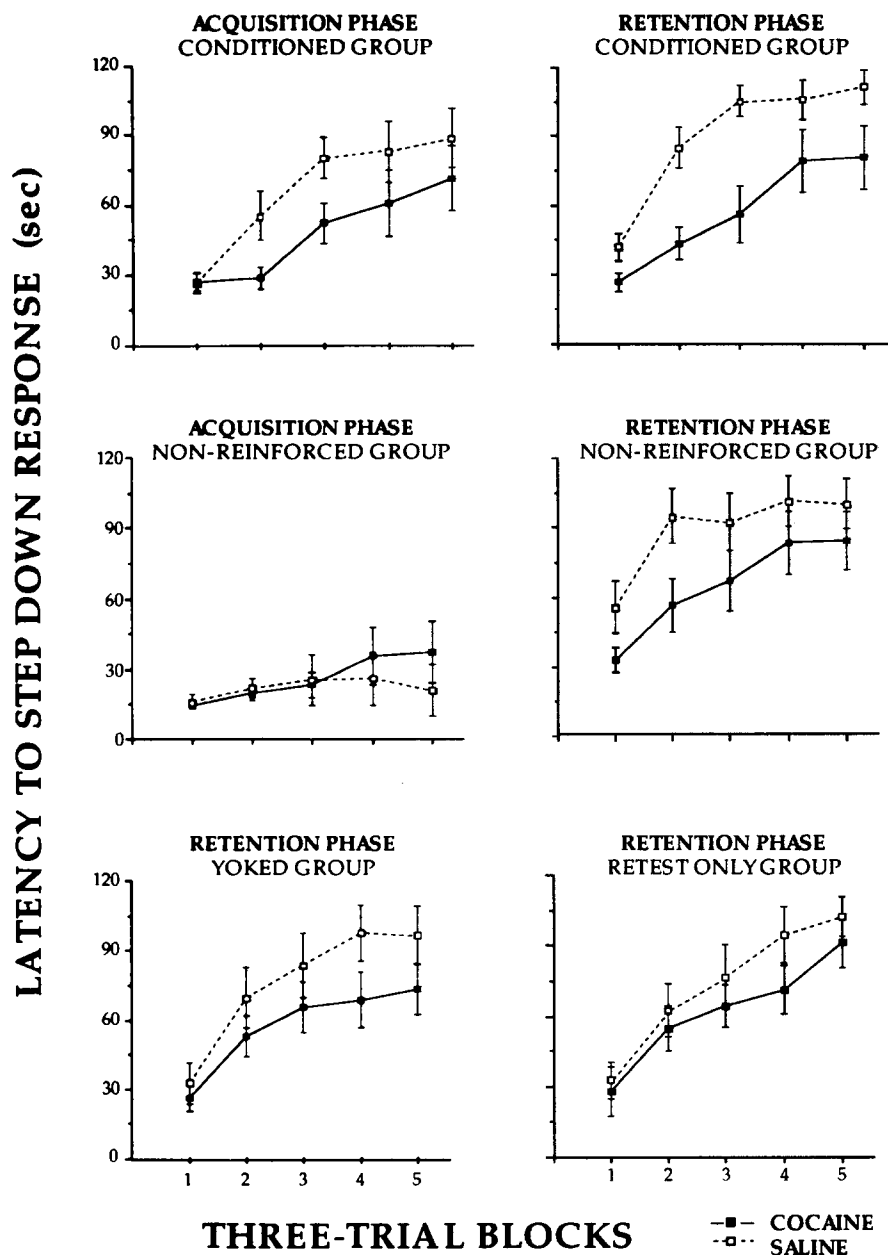 ACQUISITION PHASE
CONDITIONED GROUP
RETENTION PHASE
CONDITIONED GROUP
120
90
60
30
0
ACQUISITION PHASE
NON-REINFORCED GROUP
RETENTION PHASE
NON-REINFORCED GROUP
120
90
60
30
0
RETENTION PHASE
YOKED GROUP
RETENTION PHASE
RETEST ONLY GROUP
120
90
60
30
0
1 2 3 4 5
1 2 3 4 5
LATENCY TO STEP DOWN RESPONSE (sec)
THREE-TRIAL BLOCKS
COCAINE
SALINE